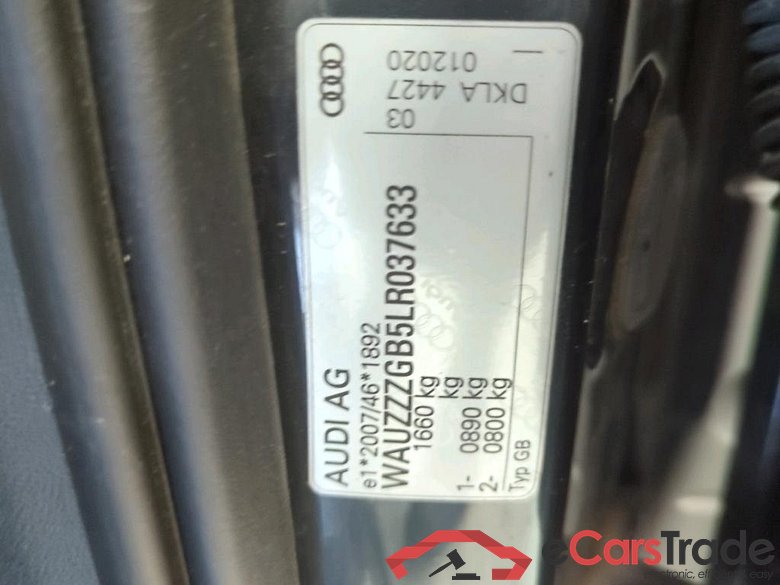 AUDI AG
e1*2007/46*1892
WAUZZZGB5LR037633
1660 kg
kg
1- 0890 kg
2- 0800 kg
Typ GB
03
DKLA 4427
012020
eCarsTrade